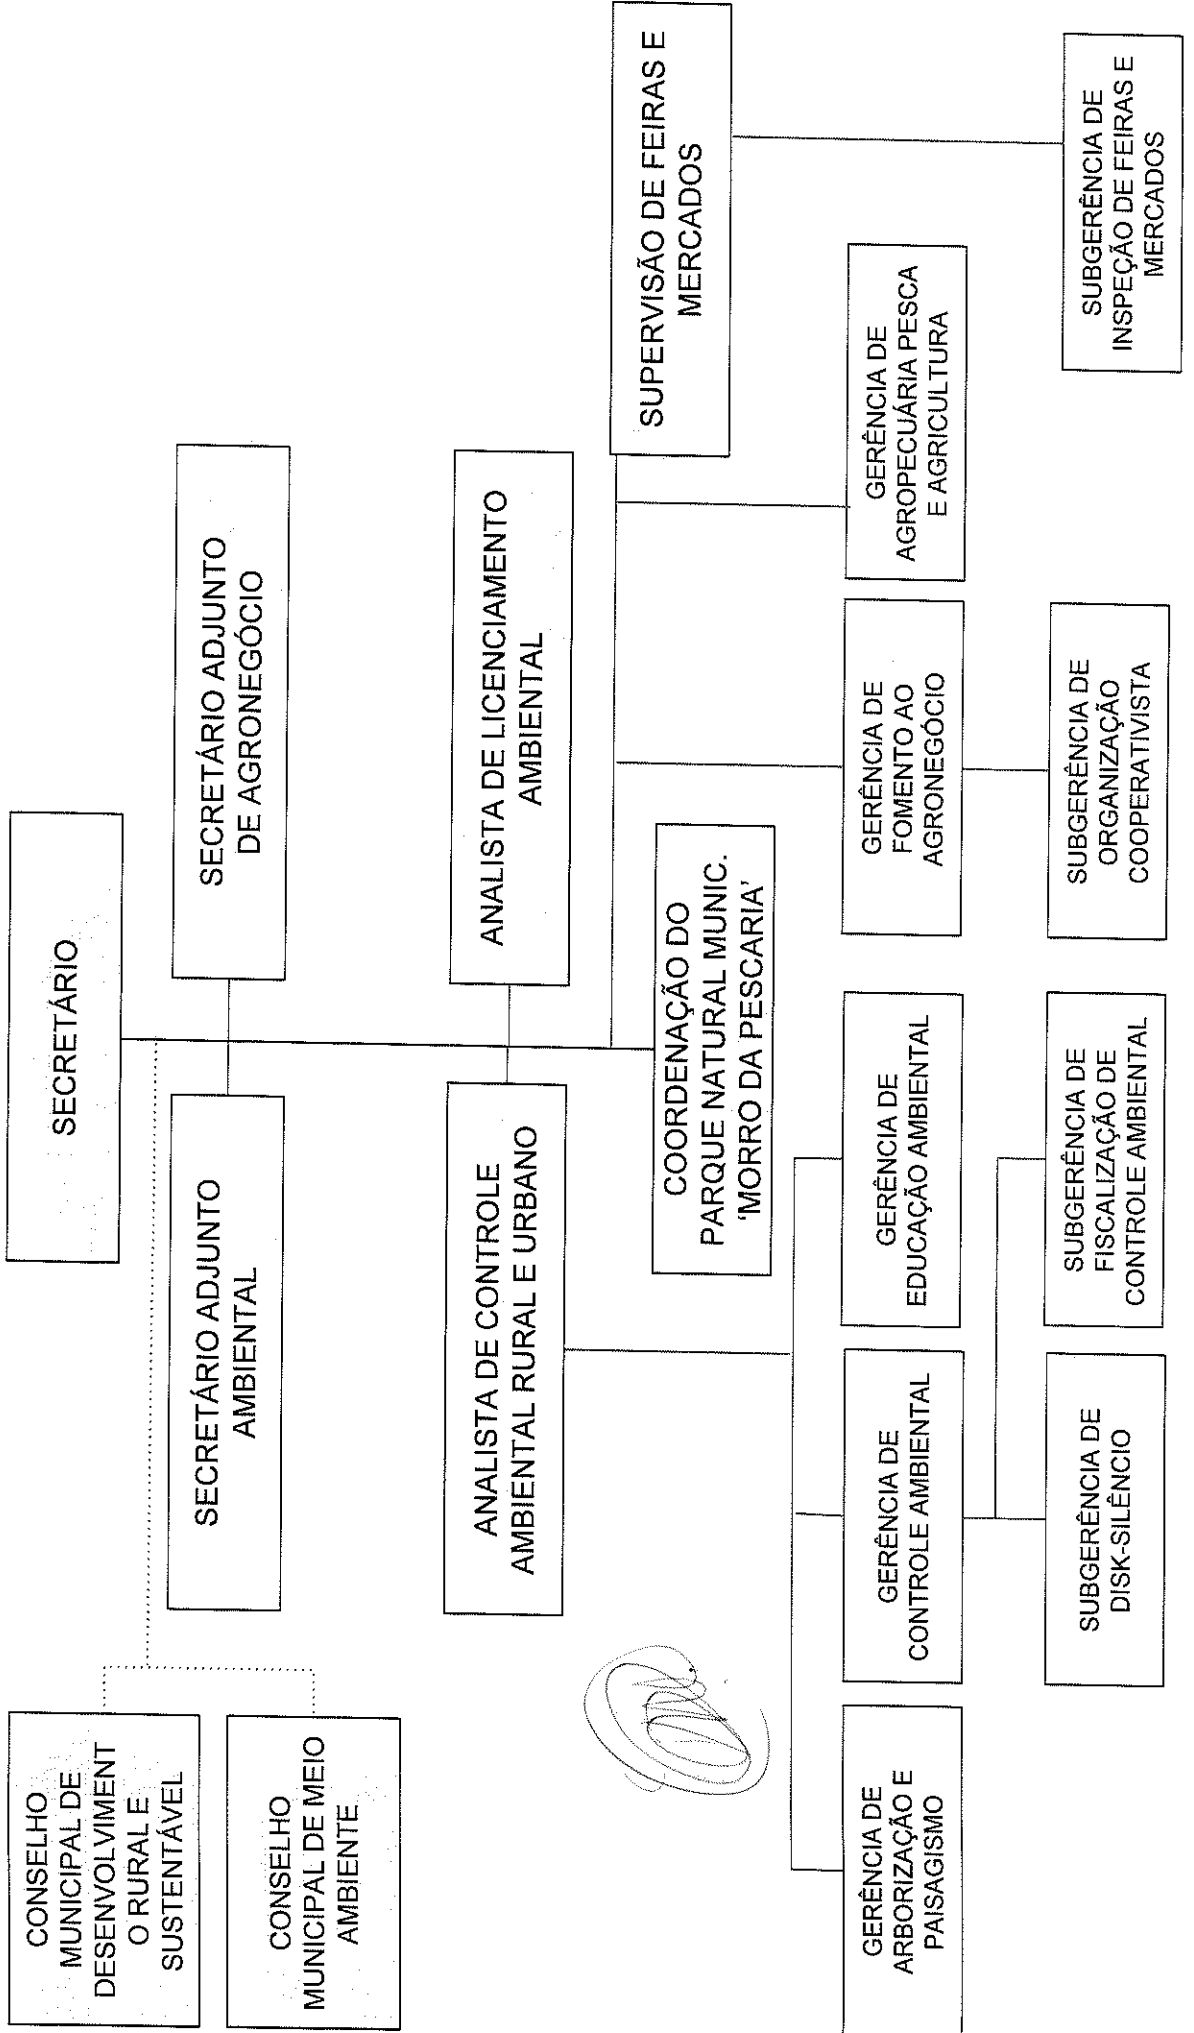 SECRETÁRIO
CONSELHO
MUNICIPAL DE
DESENVOLVIMENT
O RURAL E
SUSTENTÁVEL
CONSELHO
MUNICIPAL DE MEIO
AMBIENTE
SECRETÁRIO ADJUNTO
AMBIENTAL
SECRETÁRIO ADJUNTO
DE AGRONEGÓCIO
ANALISTA DE CONTROLE
AMBIENTAL RURAL E URBANO
ANALISTA DE LICENCIAMENTO
AMBIENTAL
COORDENAÇÃO DO
PARQUE NATURAL MUNIC.
‘MORRO DA PESCARIA’
SUPERVISÃO DE FEIRAS E
MERCADOS
GERÊNCIA DE
ARBORIZAÇÃO E
PAISAGISMO
GERÊNCIA DE
CONTROLE AMBIENTAL
GERÊNCIA DE
EDUCAÇÃO AMBIENTAL
GERÊNCIA DE
FOMENTO AO
AGRONEGÓCIO
GERÊNCIA DE
AGROPECUÁRIA PESCA
E AGRICULTURA
SUBGERÊNCIA DE
DISK-SILÊNCIO
SUBGERÊNCIA DE
FISCALIZAÇÃO DE
CONTROLE AMBIENTAL
SUBGERÊNCIA DE
ORGANIZAÇÃO
COOPERATIVISTA
SUBGERÊNCIA DE
INSPEÇÃO DE FEIRAS E
MERCADOS